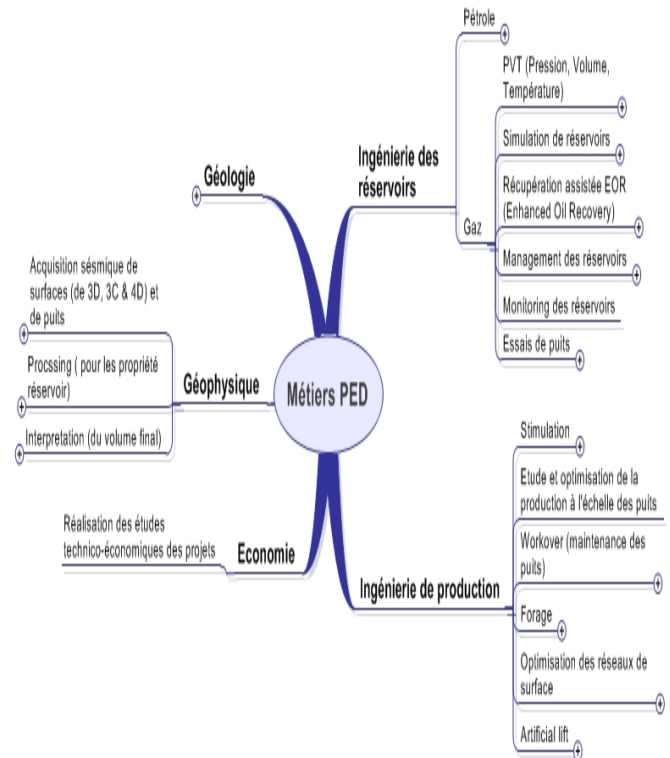 Métiers PED
Géologie
Géophysique
Acquisition sésmique de
surfaces (de 3D, 3C & 4D) et
de puits
Procssing ( pour les propriété
réservoir)
Interpretation (du volume final)
Economie
Réalisation des études
technico-économiques des projets
Ingénierie des
réservoirs
Pétrole
Gaz
PVT (Pression, Volume,
Température)
Simulation de réservoirs
Récupération assistée EOR
(Enhanced Oil Recovery)
Management des réservoirs
Monitoring des réservoirs
Essais de puits
Ingénierie de production
Stimulation
Etude et optimisation de la
production à l'échelle des puits
Workover (maintenance des
puits)
Forage
Optimisation des réseaux de
surface
Artificial lift